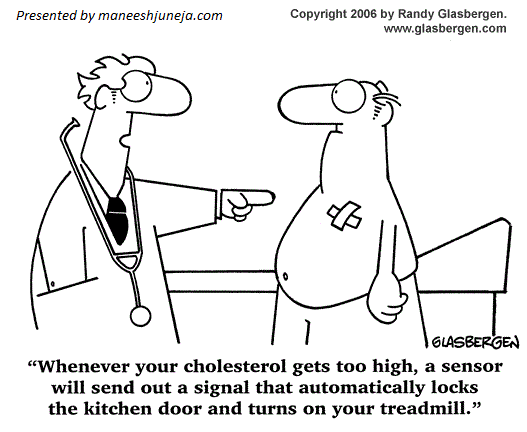 Presented by maneeshjuneja.com
Copyright 2006 by Randy Glasbergen.
www.glasbergen.com
GLASBERGEN
“Whenever your cholesterol gets too high, a sensor
will send out a signal that automatically locks
the kitchen door and turns on your treadmill.”